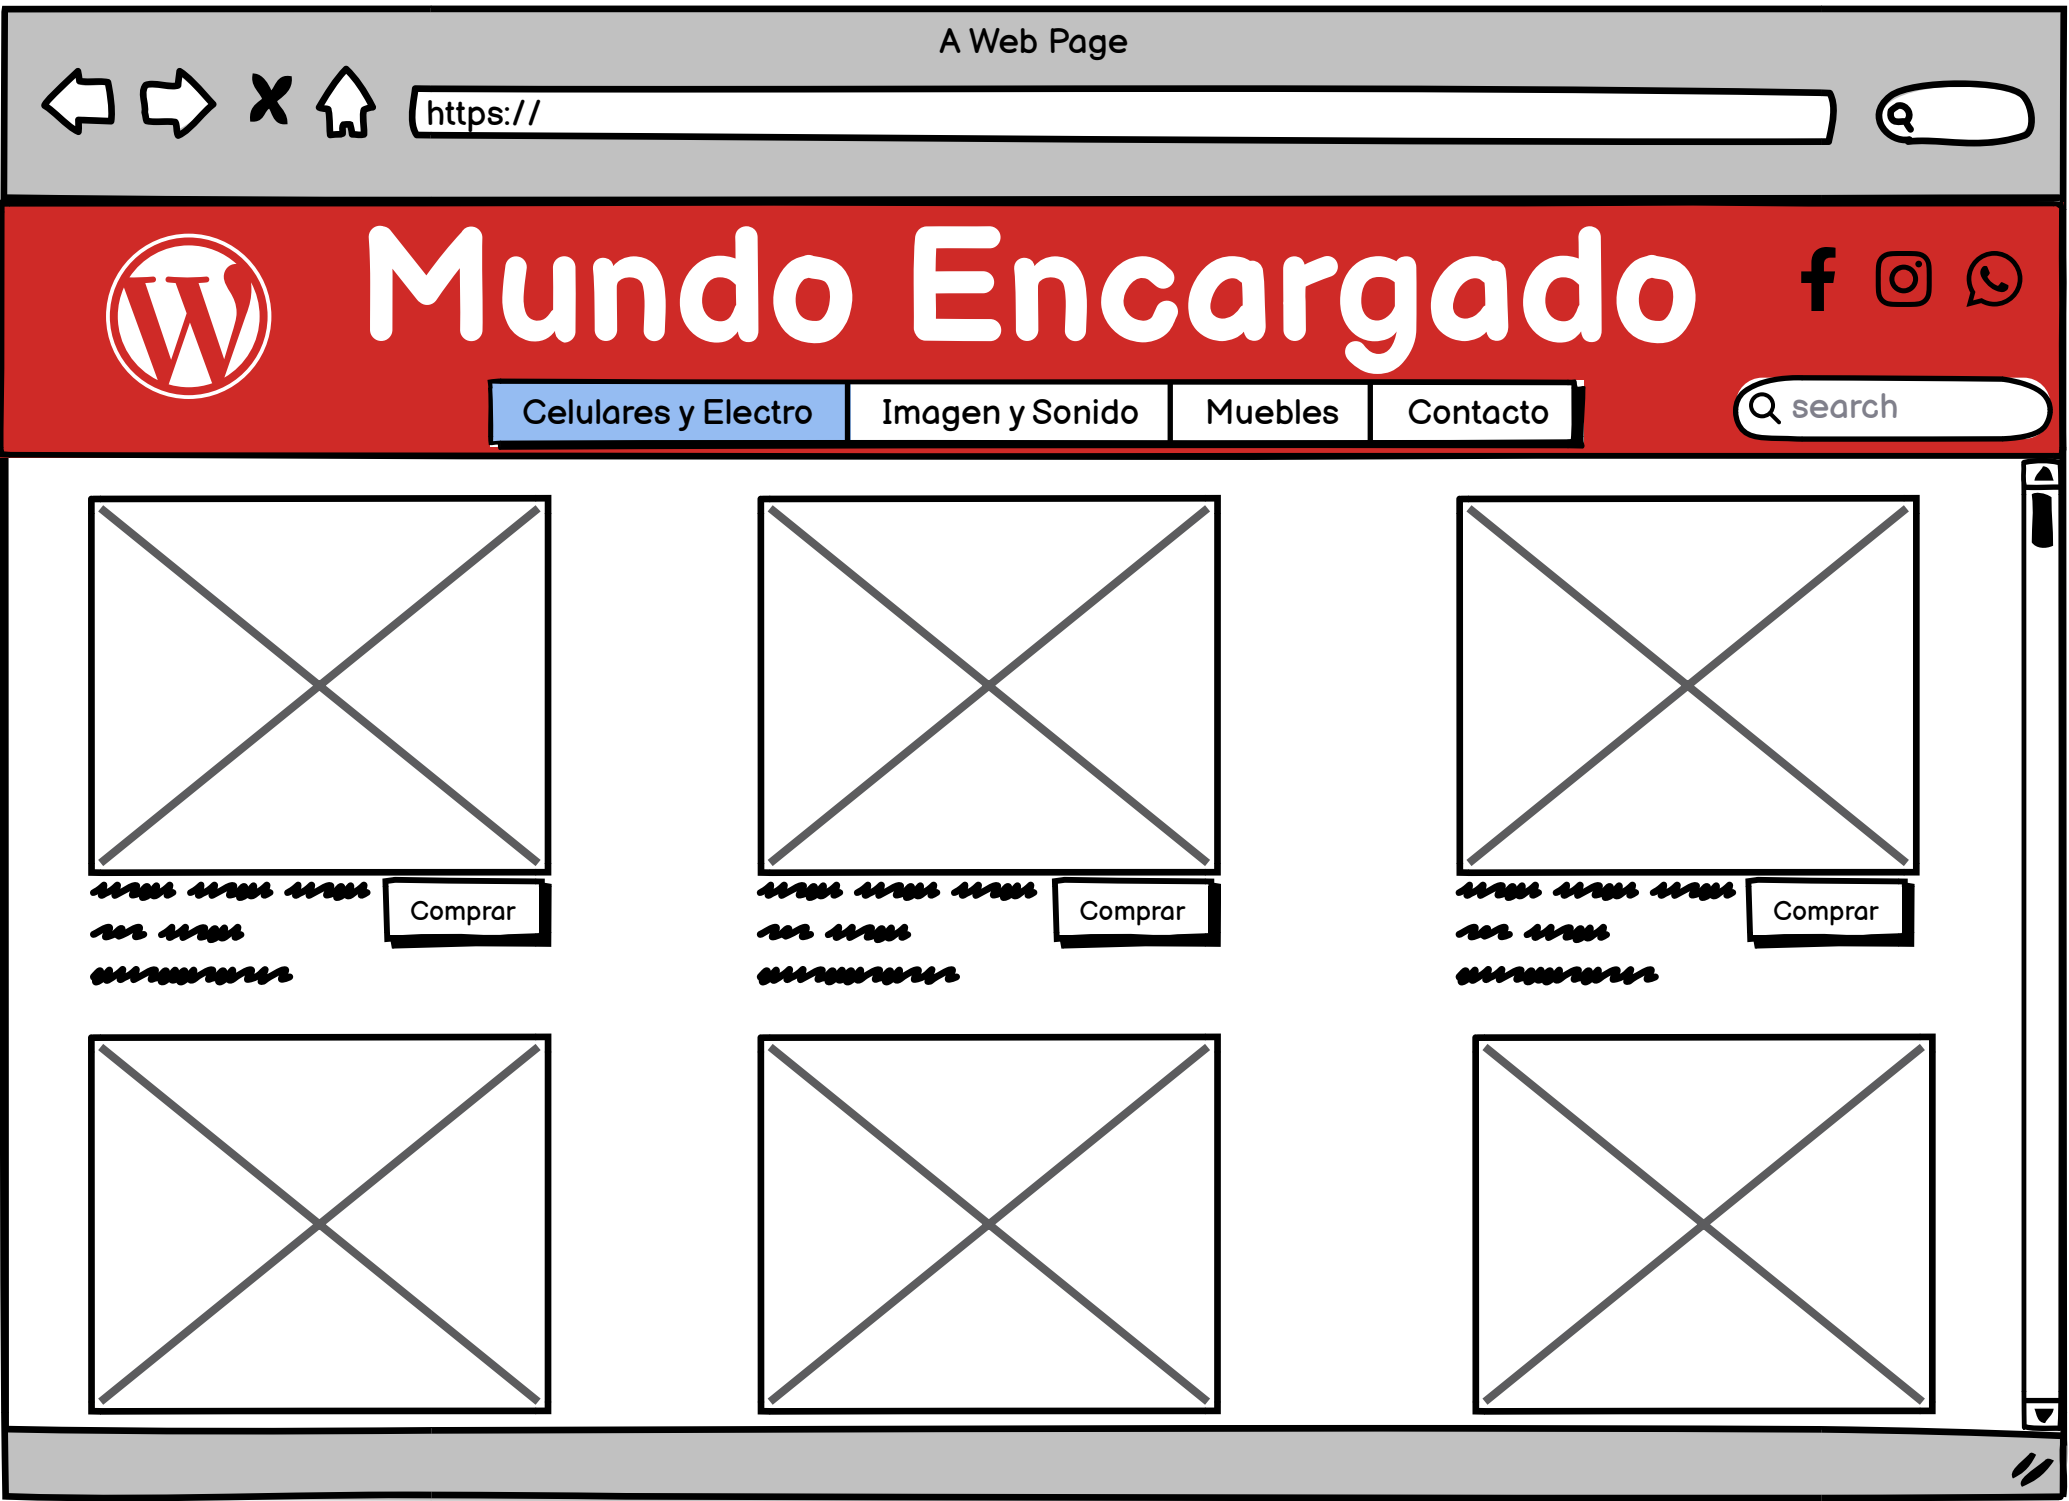 A Web Page
https://
Mundo Encargado
Celulares y Electro Imagen y Sonido Muebles Contacto
search
Comprar Comprar Comprar